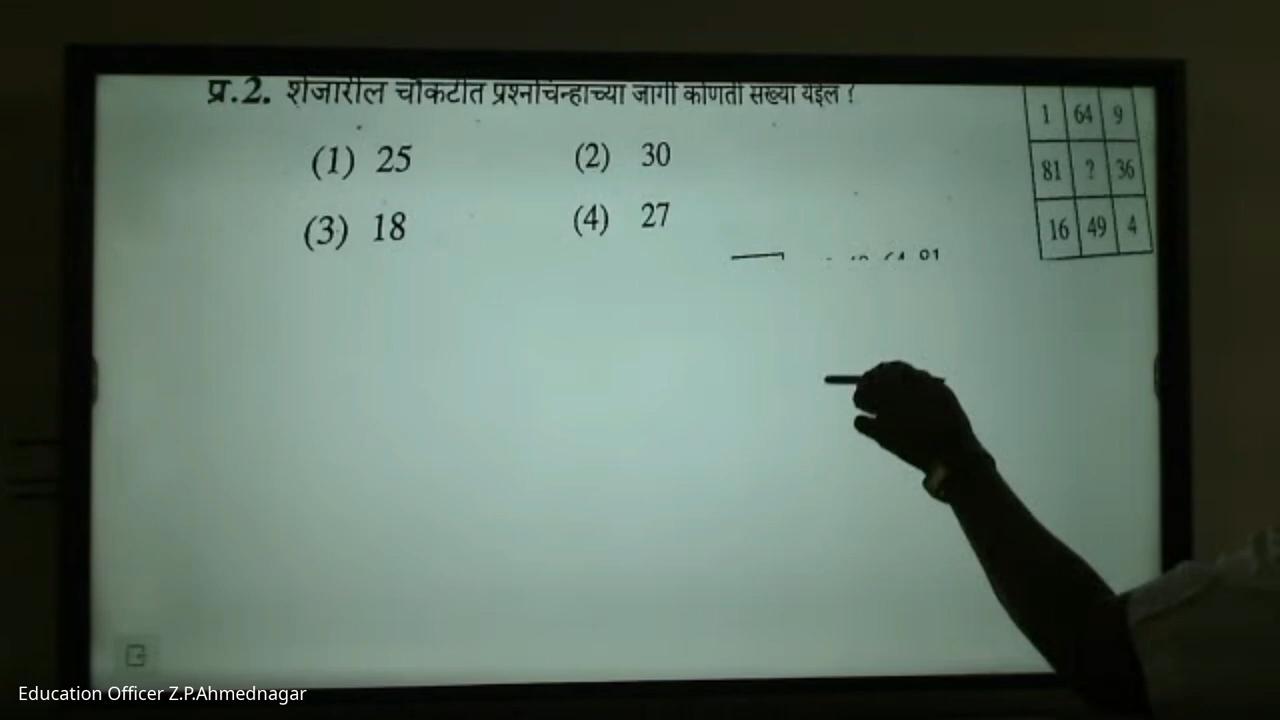 प्र.2. शेजारील चौकटीत प्रश्नचिन्हाच्या जागी कोणती संख्या येईल ?
(1) 25 (2) 30
(3) 18 (4) 27
1 64 9
81 ? 36
16 49 4
Education Officer Z.P.Ahmednagar